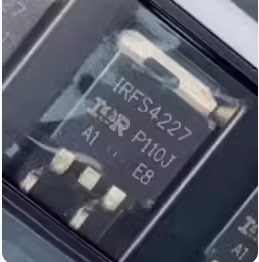 IRFS4227
IOR P110J
A1 E8